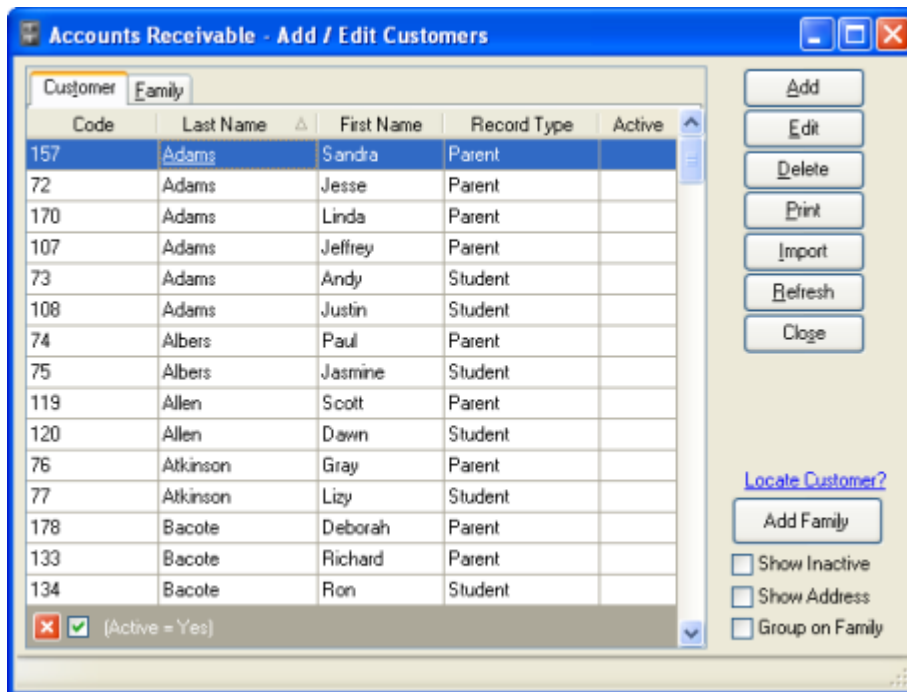 Accounts Receivable - Add / Edit Customers
Customer Family
Code Last Name First Name Record Type Active
157 Adams Sandra Parent
72 Adams Jesse Parent
170 Adams Linda Parent
107 Adams Jeffrey Parent
73 Adams Andy Student
108 Adams Justin Student
74 Albers Paul Parent
75 Albers Jasmine Student
119 Allen Scott Parent
120 Allen Dawn Student
76 Atkinson Gray Parent
77 Atkinson Lizy Student
178 Bacote Deborah Parent
133 Bacote Richard Parent
134 Bacote Ron Student
(Active = Yes)
Add
Edit
Delete
Print
Import
Refresh
Close
Locate Customer?
Add Family
Show Inactive
Show Address
Group on Family